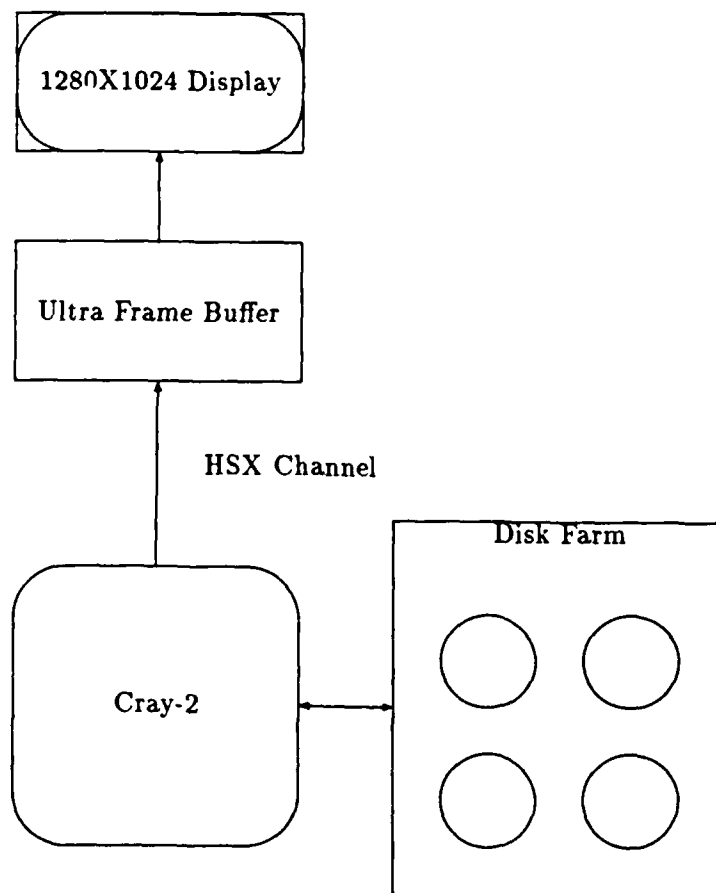 1280X1024 Display
Ultra Frame Buffer
HSX Channel
Disk Farm
Cray-2